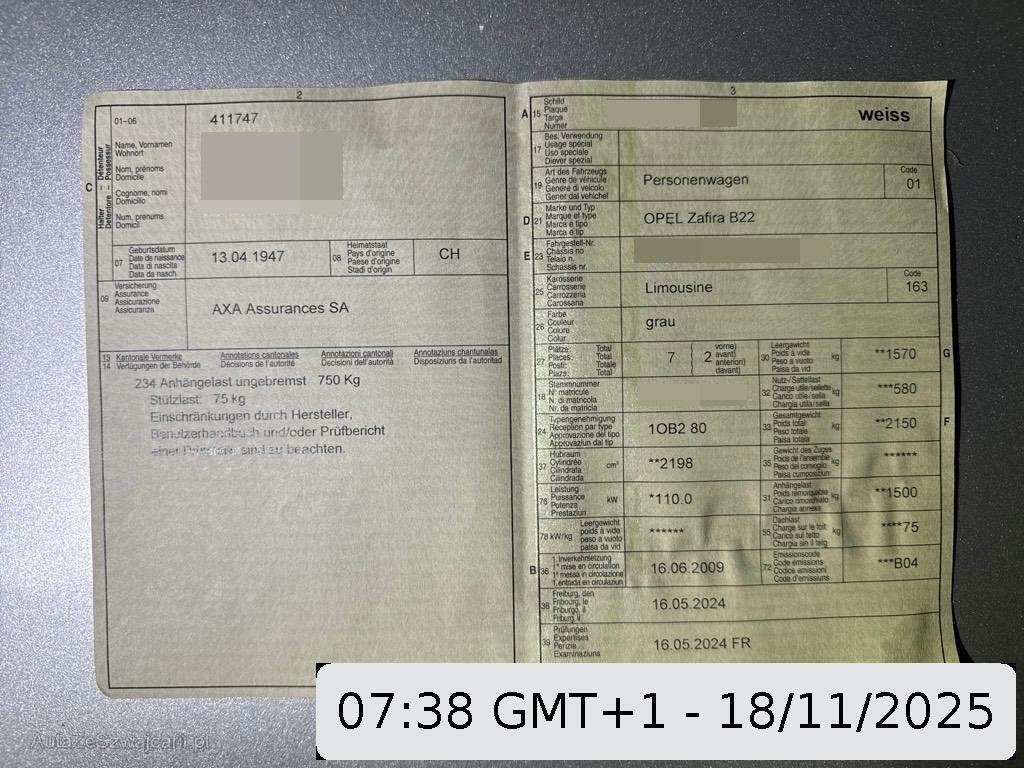 2
01-06
411747
Halter – Détenteur
Detentore – Possessur
C
Name, Vornamen
Wohnort
Nom, prénoms
Domicile
Cognome, nomi
Domicilio
Num, prenums
Domicil
07
Geburtsdatum
Date de naissance
Data di nascita
Data da nasch.
13.04.1947
08
Heimatstaat
Pays d'origine
Paese d'origine
Stadi d'origin
CH
09
Versicherung
Assurance
Assicurazione
Assicuranza
AXA Assurances SA
13
14
Kantonale Vermerke
Verfügungen der Behörde
Annotations cantonales
Décisions de l'autorité
Annotazioni cantonali
Decisioni dell'autorità
Annotaziuns chantunalas
Disposiziuns da l'autoritad
234 Anhängelast ungebremst 750 Kg
Stützlast: 75 kg
Einschränkungen durch Hersteller,
Benutzerhandbuch und/oder Prüfbericht
einer sind zu beachten.
3
A
15
Schild
Plaque
Targa
Numer
weiss
17
Bes. Verwendung
Usage spécial
Uso speciale
Diever spezial
19
Art des Fahrzeugs
Genre de véhicule
Genere di veicolo
Gener dal vehichel
Personenwagen
Code
01
D
21
Marke und Typ
Marque et type
Marca e tipo
Marca e tip
OPEL Zafira B22
E
23
Fahrgestell-Nr.
Châssis no
Telaio n.
Schassis nr.
25
Karosserie
Carrosserie
Carrozzeria
Carossaria
Limousine
Code
163
26
Farbe
Couleur
Colore
Colur
grau
27
Plätze: Total
Places: Total
Posti: Totale
Plazs: Total
7
2
vorne)
avant)
anteriori)
davant)
30
Leergewicht
Poids à vide
Peso a vuoto
Paisa da vid
kg
**1570
G
18
Stammnummer
N° matricule
N. di matricola
Nr. da matricla
32
Nutz-/Sattellast
Charge utile/sellette
Carico utile/sella
Chargia utila/sella
kg
***580
24
Typengenehmigung
Réception par type
Approvazione del tipo
Approvaziun dal tip
1OB2 80
33
Gesamtgewicht
Poids total
Peso totale
Paisa totala
kg
**2150
F
37
Hubraum
Cylindrée
Cilindrata
Cilindrada
cm³
**2198
35
Gewicht des Zuges
Poids de l'ensemble
Peso del convoglio
Paisa cumposiziun
kg
******
76
Leistung
Puissance
Potenza
Prestaziun
kW
*110.0
31
Anhängelast
Poids remorquable
Carico rimorchiato
Chargia annexa
kg
**1500
78 kW/kg
Leergewicht
poids à vide
peso a vuoto
paisa da vid
******
55
Dachlast
Charge sur le toit
Carico sul tetto
Chargia sin il tetg
kg
****75
B
36
1. Inverkehrsetzung
1re mise en circulation
1a messa in circolazione
1. entrada en circulaziun
16.06.2009
72
Emissionscode
Code émissions
Codice emissioni
Code d'emissiuns
***B04
38
Freiburg, den
Fribourg, le
Friburgo, il
Friburg, il
16.05.2024
39
Prüfungen
Expertises
Perizie
Examinaziuns
16.05.2024 FR
07:38 GMT+1 - 18/11/2025
AutazeSzwajcarii.pl